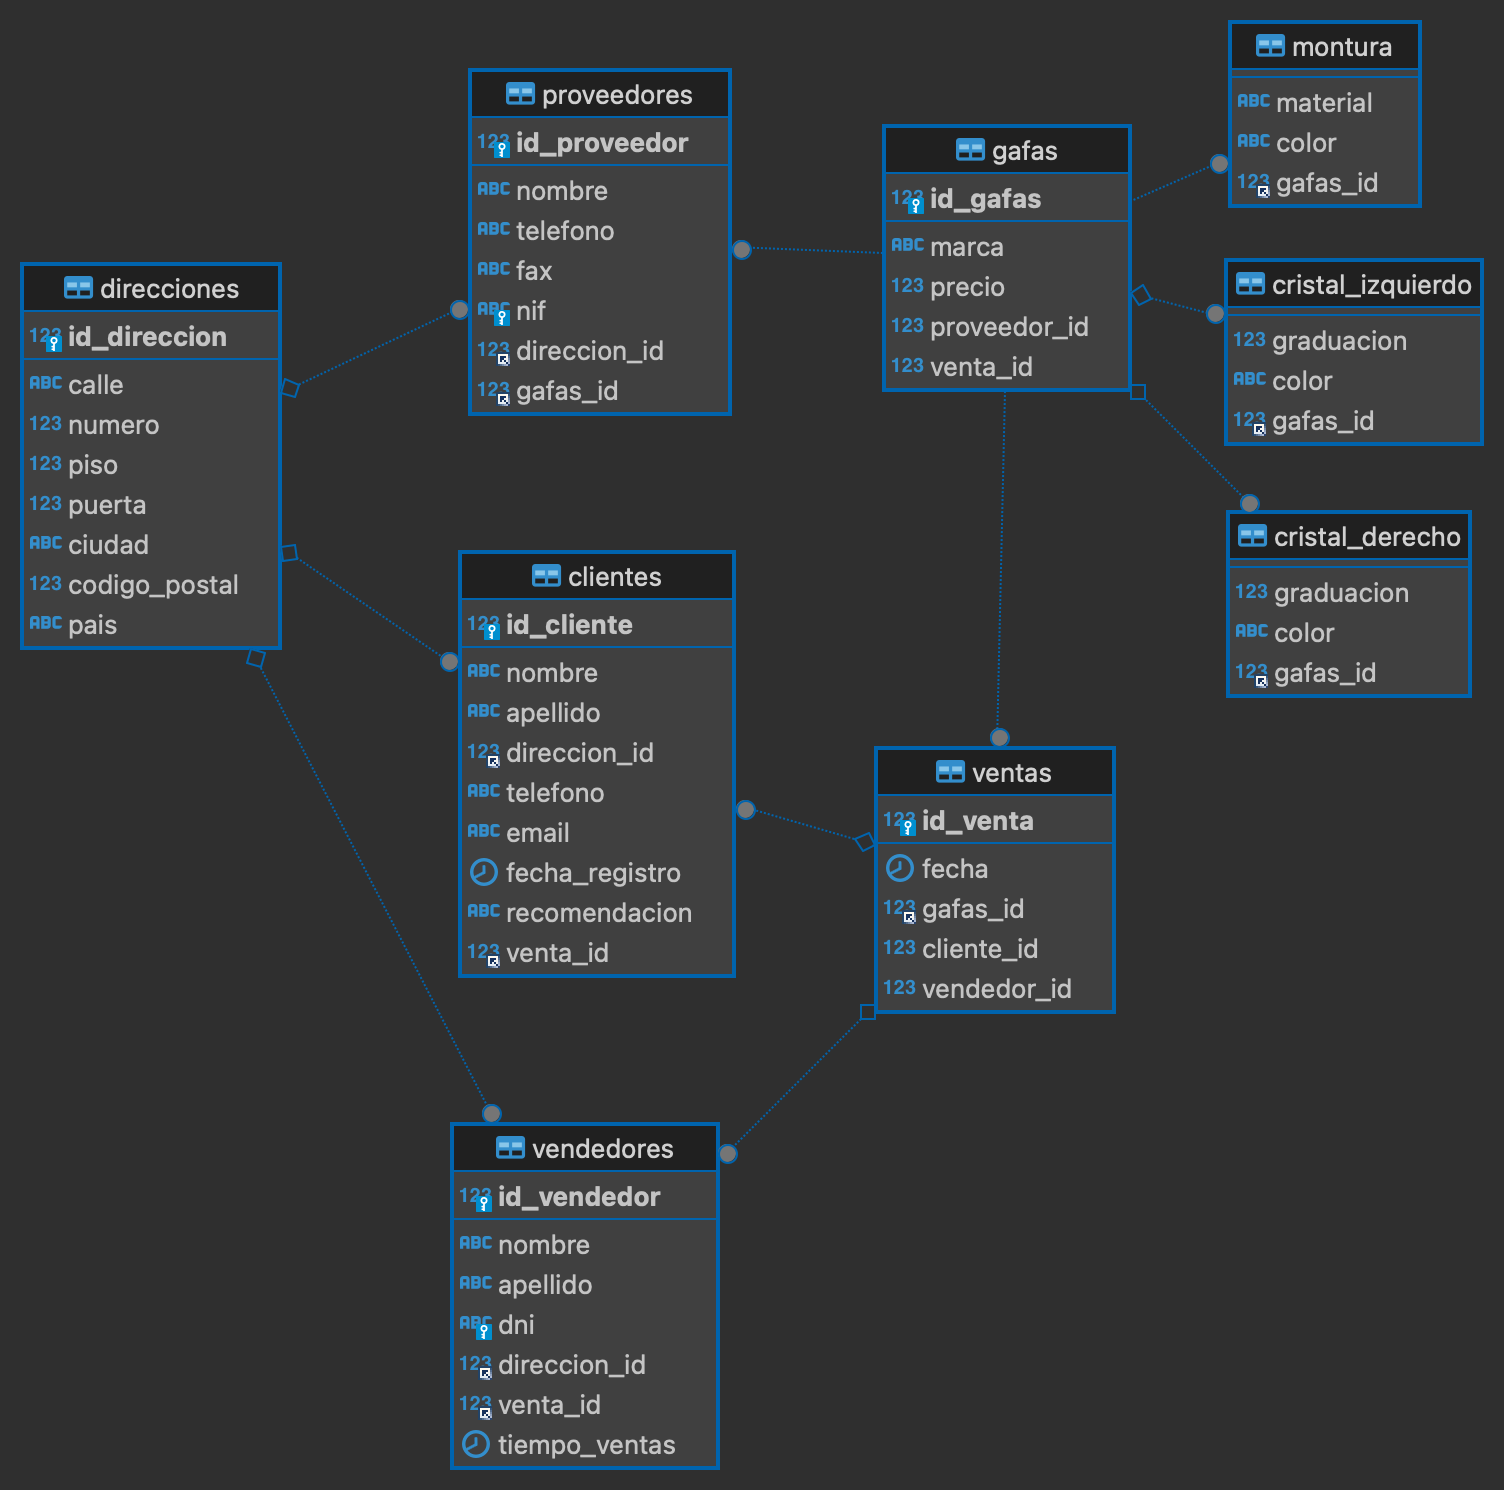 direcciones
123 id_direccion
ABC calle
123 numero
123 piso
123 puerta
ABC ciudad
123 codigo_postal
ABC pais
proveedores
123 id_proveedor
ABC nombre
ABC telefono
ABC fax
ABC nif
123 direccion_id
123 gafas_id
clientes
123 id_cliente
ABC nombre
ABC apellido
123 direccion_id
ABC telefono
ABC email
fecha_registro
ABC recomendacion
123 venta_id
vendedores
123 id_vendedor
ABC nombre
ABC apellido
ABC dni
123 direccion_id
123 venta_id
tiempo_ventas
gafas
123 id_gafas
ABC marca
123 precio
123 proveedor_id
123 venta_id
ventas
123 id_venta
fecha
123 gafas_id
123 cliente_id
123 vendedor_id
montura
ABC material
ABC color
123 gafas_id
cristal_izquierdo
123 graduacion
ABC color
123 gafas_id
cristal_derecho
123 graduacion
ABC color
123 gafas_id